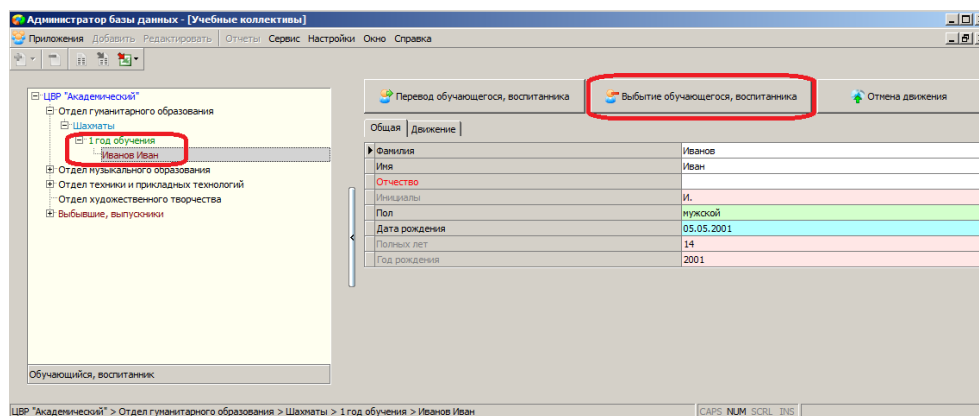 Администратор базы данных - [Учебные коллективы]
Приложения Добавить Редактировать Отчеты Сервис Настройки Окно Справка
ЦВР "Академический"
Отдел гуманитарного образования
Шахматы
1 год обучения
Иванов Иван
Отдел музыкального образования
Отдел техники и прикладных технологий
Отдел художественного творчества
Выбывшие, выпускники
Обучающийся, воспитанник
Перевод обучающегося, воспитанника Выбытие обучающегося, воспитанника Отмена движения
Общая Движение
Фамилия Иванов
Имя Иван
Отчество
Инициалы И.
Пол мужской
Дата рождения 05.05.2001
Полных лет 14
Год рождения 2001
ЦВР "Академический" > Отдел гуманитарного образования > Шахматы > 1 год обучения > Иванов Иван CAPS NUM SCRL INS